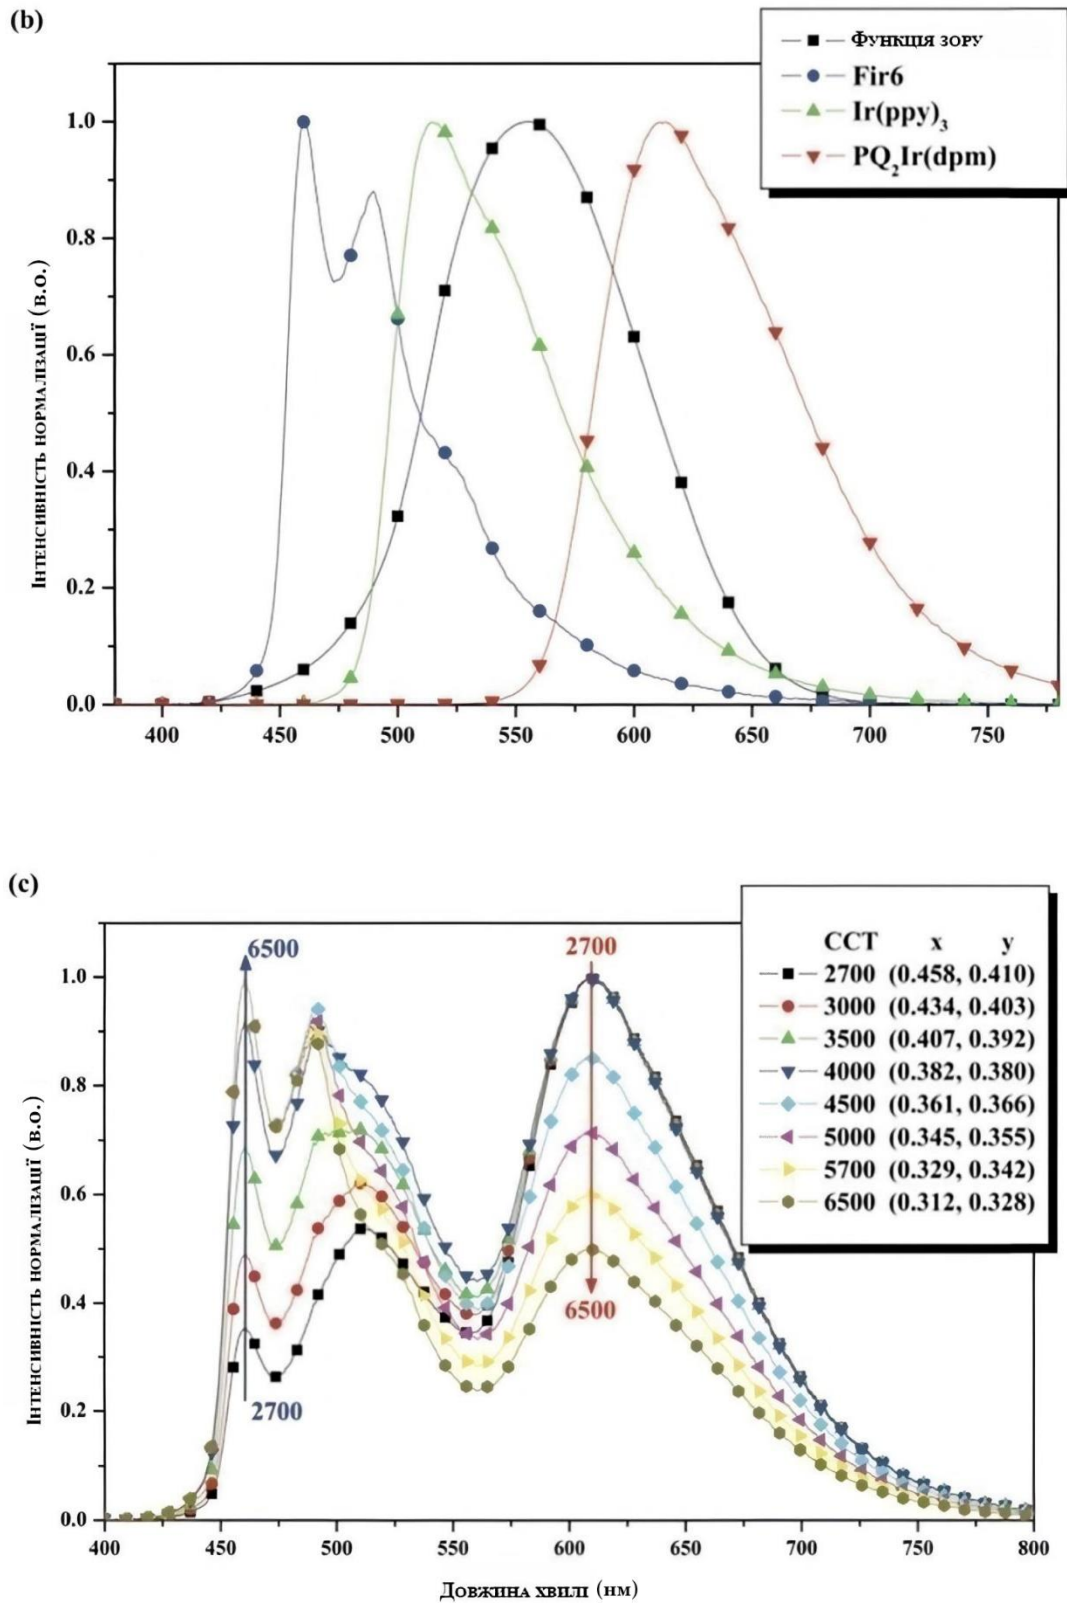 (b)
Функція зору
Fir6
Ir(ppy)3
PQ2Ir(dpm)
Інтенсивність нормалізації (в.о.)
1.0
0.8
0.6
0.4
0.2
0.0
400 450 500 550 600 650 700 750
(c)
CCT x y
2700 (0.458, 0.410)
3000 (0.434, 0.403)
3500 (0.407, 0.392)
4000 (0.382, 0.380)
4500 (0.361, 0.366)
5000 (0.345, 0.355)
5700 (0.329, 0.342)
6500 (0.312, 0.328)
6500
2700
2700
6500
Інтенсивність нормалізації (в.о.)
1.0
0.8
0.6
0.4
0.2
0.0
400 450 500 550 600 650 700 750 800
Довжина хвилі (нм)